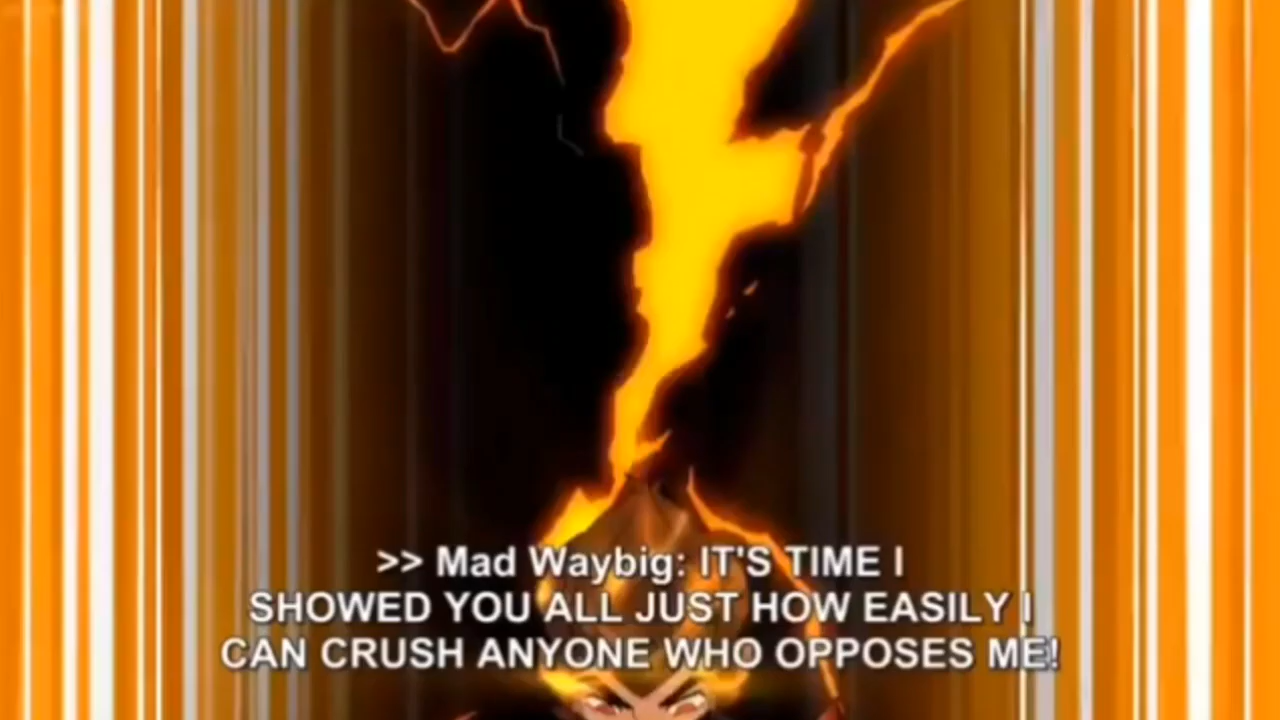 >> Mad Waybig: IT'S TIME I
SHOWED YOU ALL JUST HOW EASILY I
CAN CRUSH ANYONE WHO OPPOSES ME!